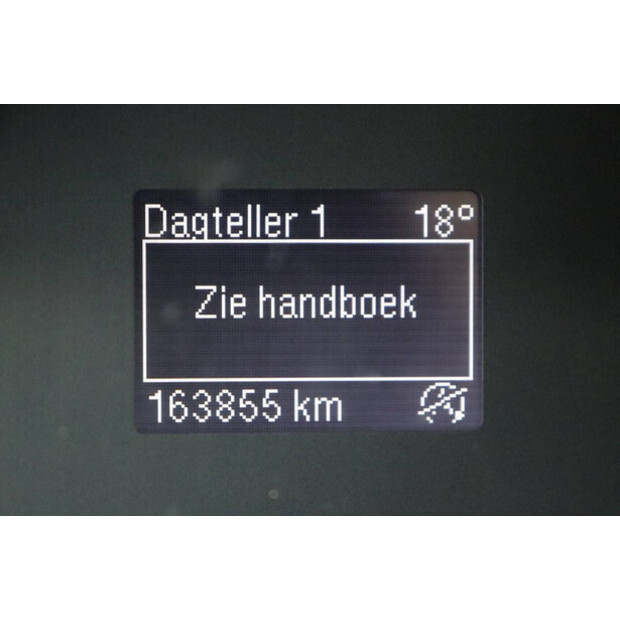 Dagteller 1 18°
Zie handboek
163855 km